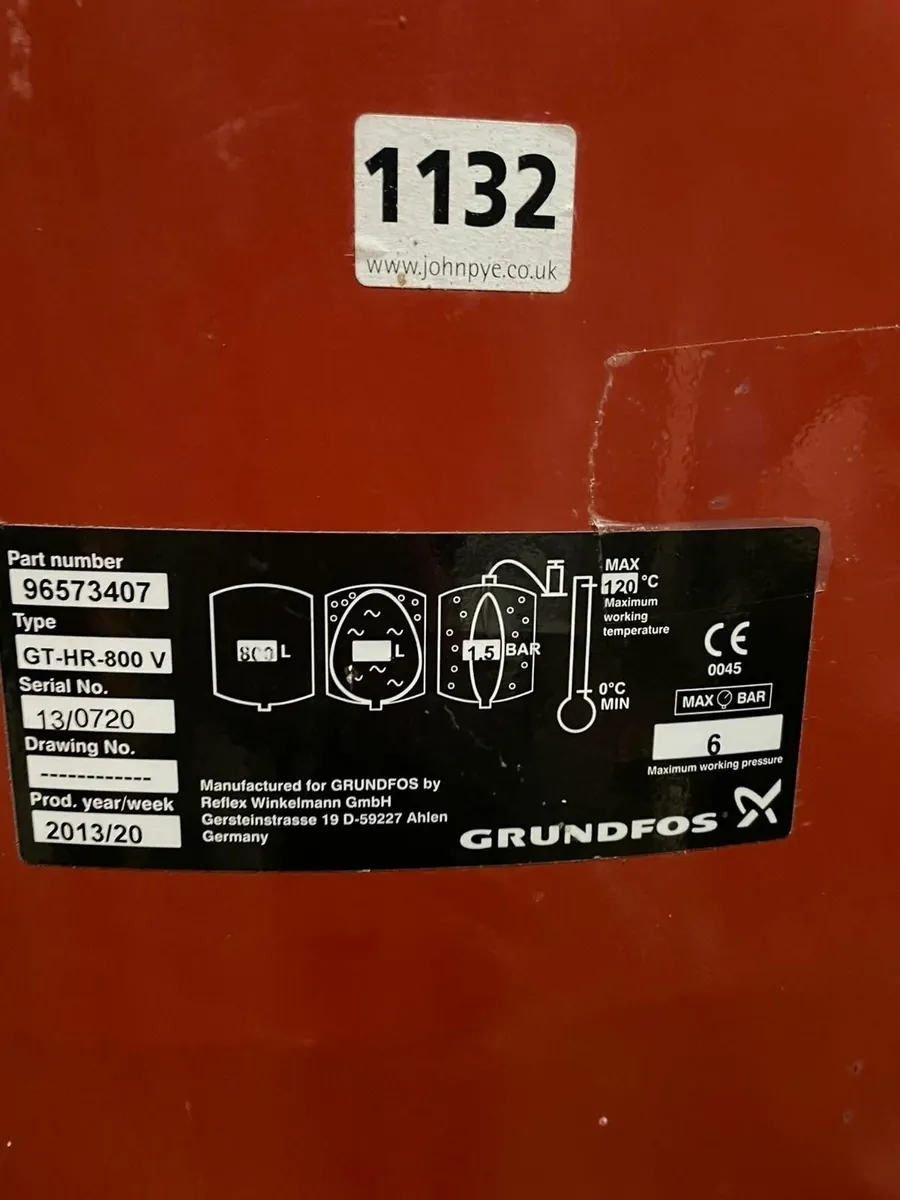 1132
www.johnpye.co.uk
Part number
96573407
Type
GT-HR-800 V
Serial No.
13/0720
Drawing No.
------------
Prod. year/week
2013/20
800 L
L
1.5 BAR
MAX
120 °C
Maximum
working
temperature
0°C
MIN
CE
0045
MAX BAR
6
Maximum working pressure
Manufactured for GRUNDFOS by
Reflex Winkelmann GmbH
Gersteinstrasse 19 D-59227 Ahlen
Germany
GRUNDFOS